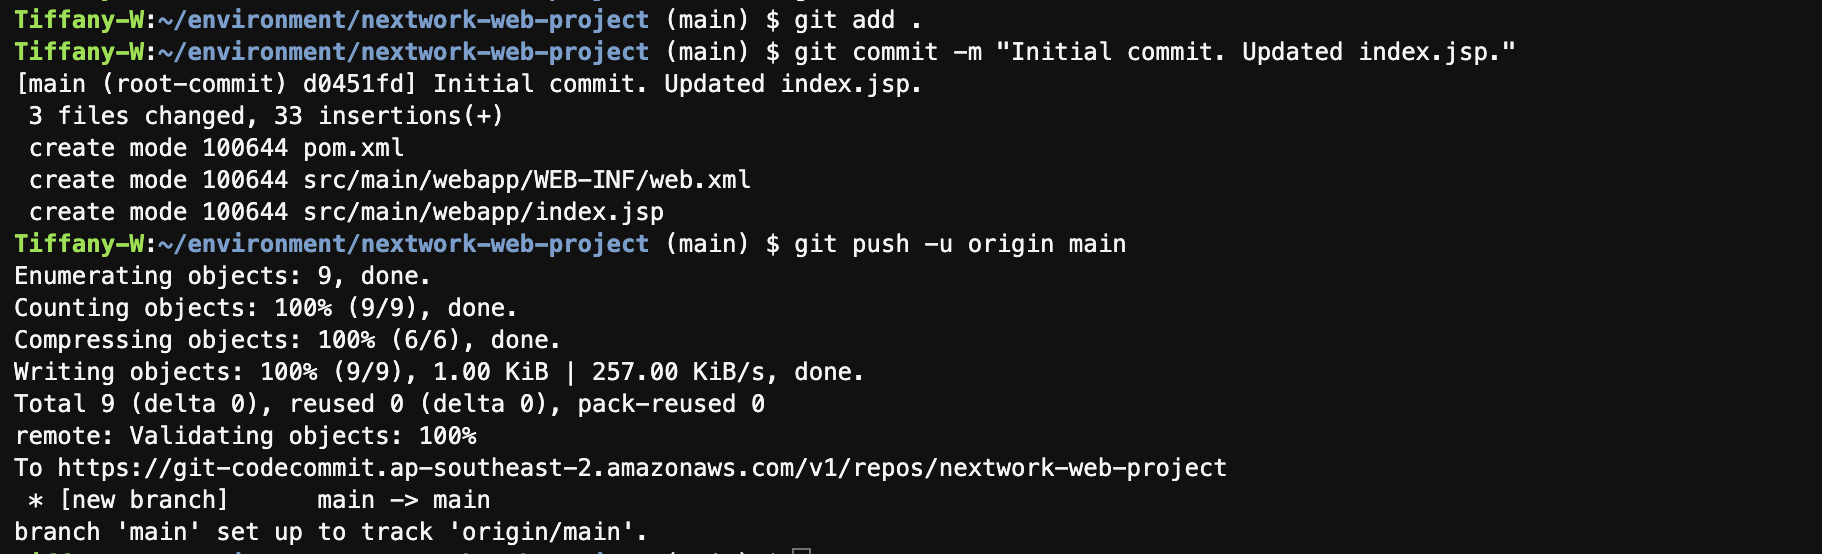 Tiffany-W:~/environment/nextwork-web-project (main) $ git add .
Tiffany-W:~/environment/nextwork-web-project (main) $ git commit -m "Initial commit. Updated index.jsp."
[main (root-commit) d0451fd] Initial commit. Updated index.jsp.
 3 files changed, 33 insertions(+)
 create mode 100644 pom.xml
 create mode 100644 src/main/webapp/WEB-INF/web.xml
 create mode 100644 src/main/webapp/index.jsp
Tiffany-W:~/environment/nextwork-web-project (main) $ git push -u origin main
Enumerating objects: 9, done.
Counting objects: 100% (9/9), done.
Compressing objects: 100% (6/6), done.
Writing objects: 100% (9/9), 1.00 KiB | 257.00 KiB/s, done.
Total 9 (delta 0), reused 0 (delta 0), pack-reused 0
remote: Validating objects: 100%
To https://git-codecommit.ap-southeast-2.amazonaws.com/v1/repos/nextwork-web-project
 * [new branch]      main -> main
branch 'main' set up to track 'origin/main'.